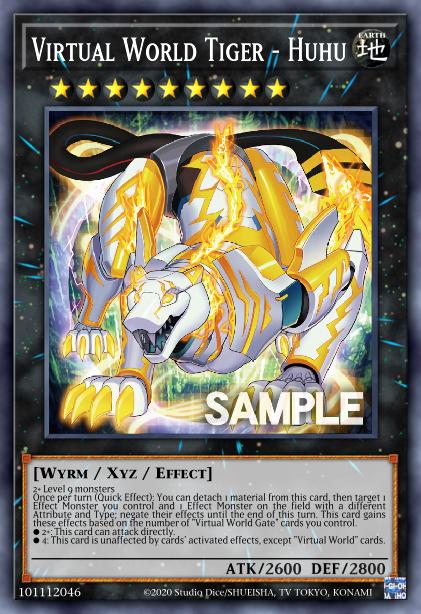 VIRTUAL WORLD TIGER - HUHU
EARTH
地
SAMPLE
[WYRM / XYZ / EFFECT]
2+ Level 9 monsters
Once per turn (Quick Effect): You can detach 1 material from this card, then target 1
Effect Monster you control and 1 Effect Monster on the field with a different
Attribute and Type; negate their effects until the end of this turn. This card gains
these effects based on the number of "Virtual World Gate" cards you control.
● 2+: This card can attack directly.
● 4: This card is unaffected by cards' activated effects, except "Virtual World" cards.
ATK/2600 DEF/2800
101112046
©2020 Studio Dice/SHUEISHA, TV TOKYO, KONAMI